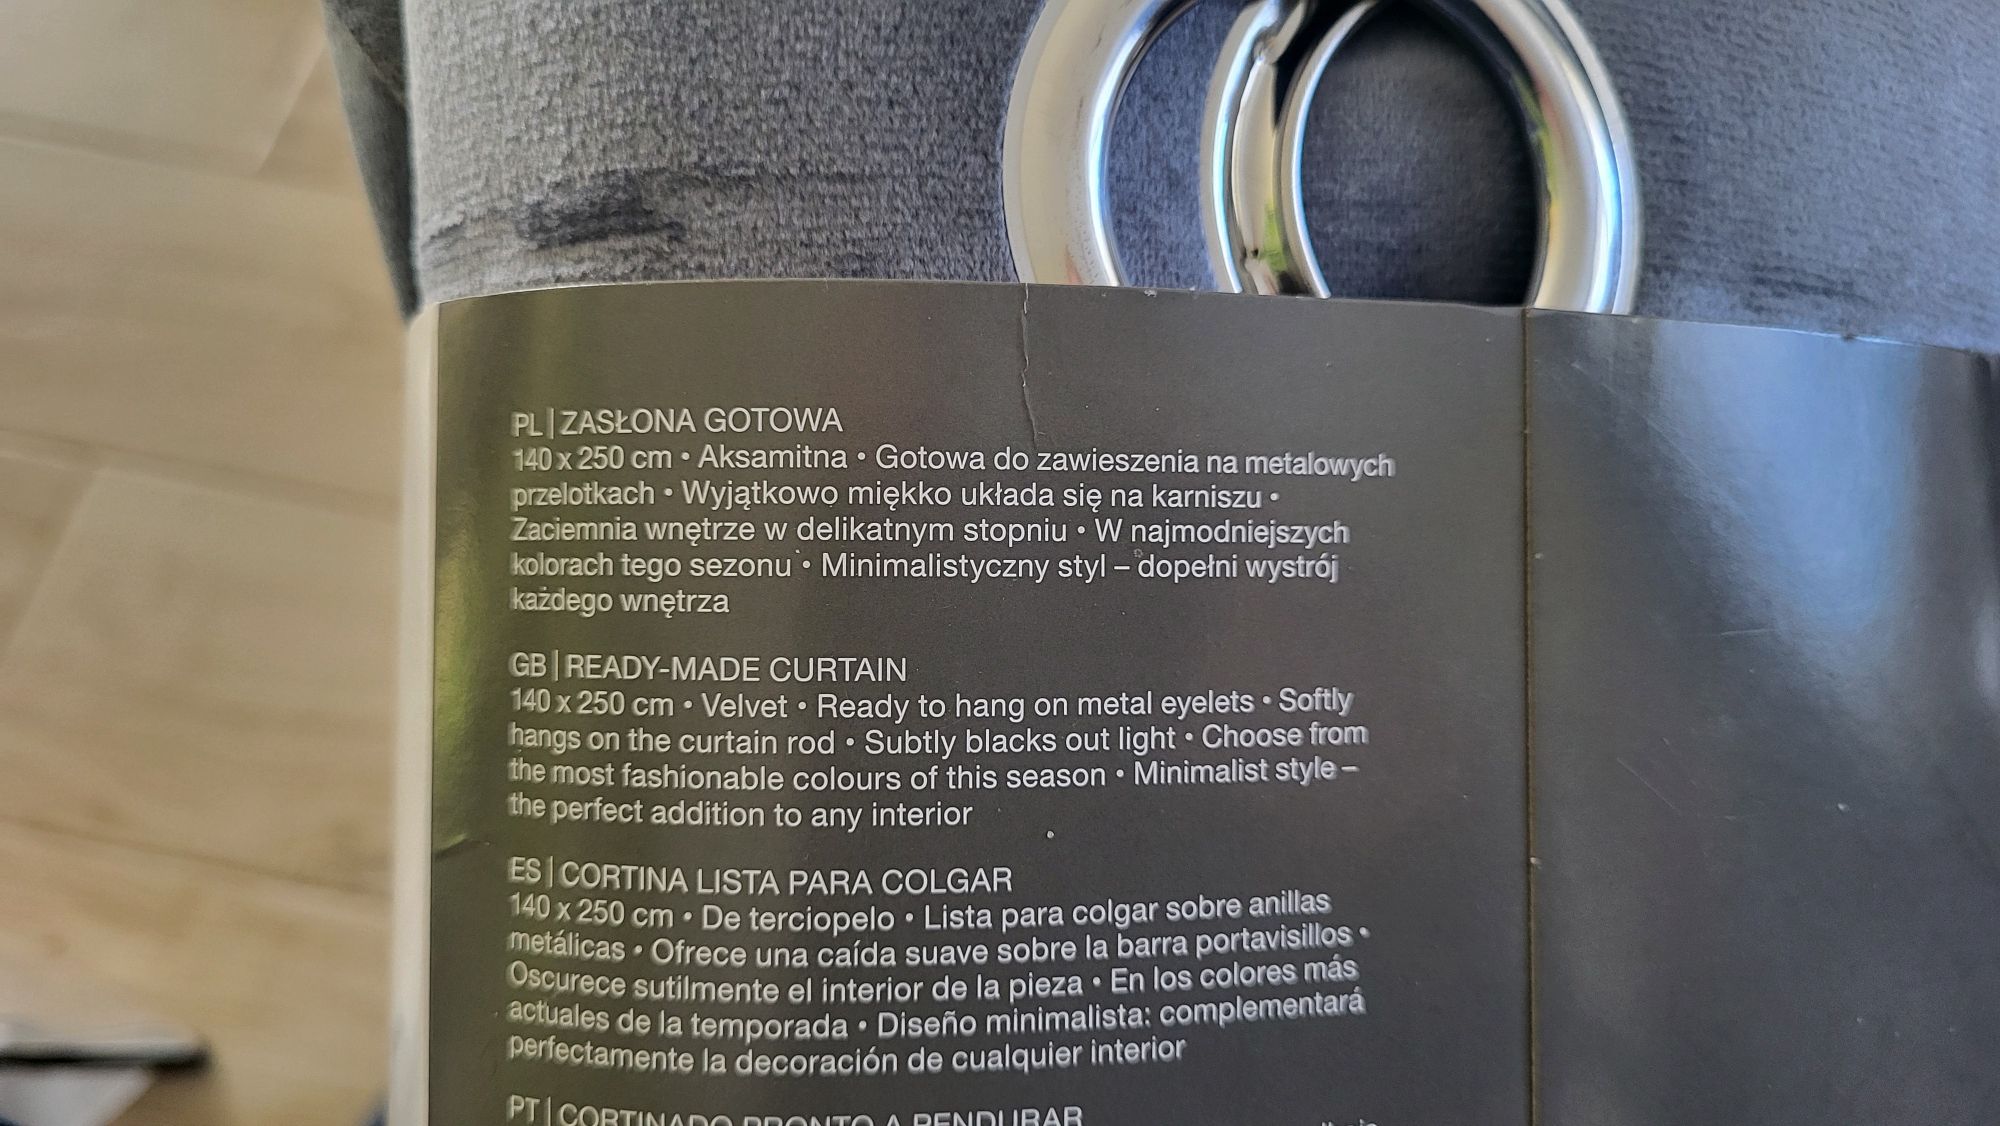 PL | ZASŁONA GOTOWA
140 x 250 cm • Aksamitna • Gotowa do zawieszenia na metalowych
przelotkach • Wyjątkowo miękko układa się na karniszu •
Zaciemnia wnętrze w delikatnym stopniu • W najmodniejszych
kolorach tego sezonu • Minimalistyczny styl – dopełni wystrój
każdego wnętrza
GB | READY-MADE CURTAIN
140 x 250 cm • Velvet • Ready to hang on metal eyelets • Softly
hangs on the curtain rod • Subtly blacks out light • Choose from
the most fashionable colours of this season • Minimalist style –
the perfect addition to any interior
ES | CORTINA LISTA PARA COLGAR
140 x 250 cm • De terciopelo • Lista para colgar sobre anillas
metálicas • Ofrece una caída suave sobre la barra portavisillos •
Oscurece sutilmente el interior de la pieza • En los colores más
actuales de la temporada • Diseño minimalista: complementará
perfectamente la decoración de cualquier interior
PT | CORTINADO PRONTO A PENDURAR